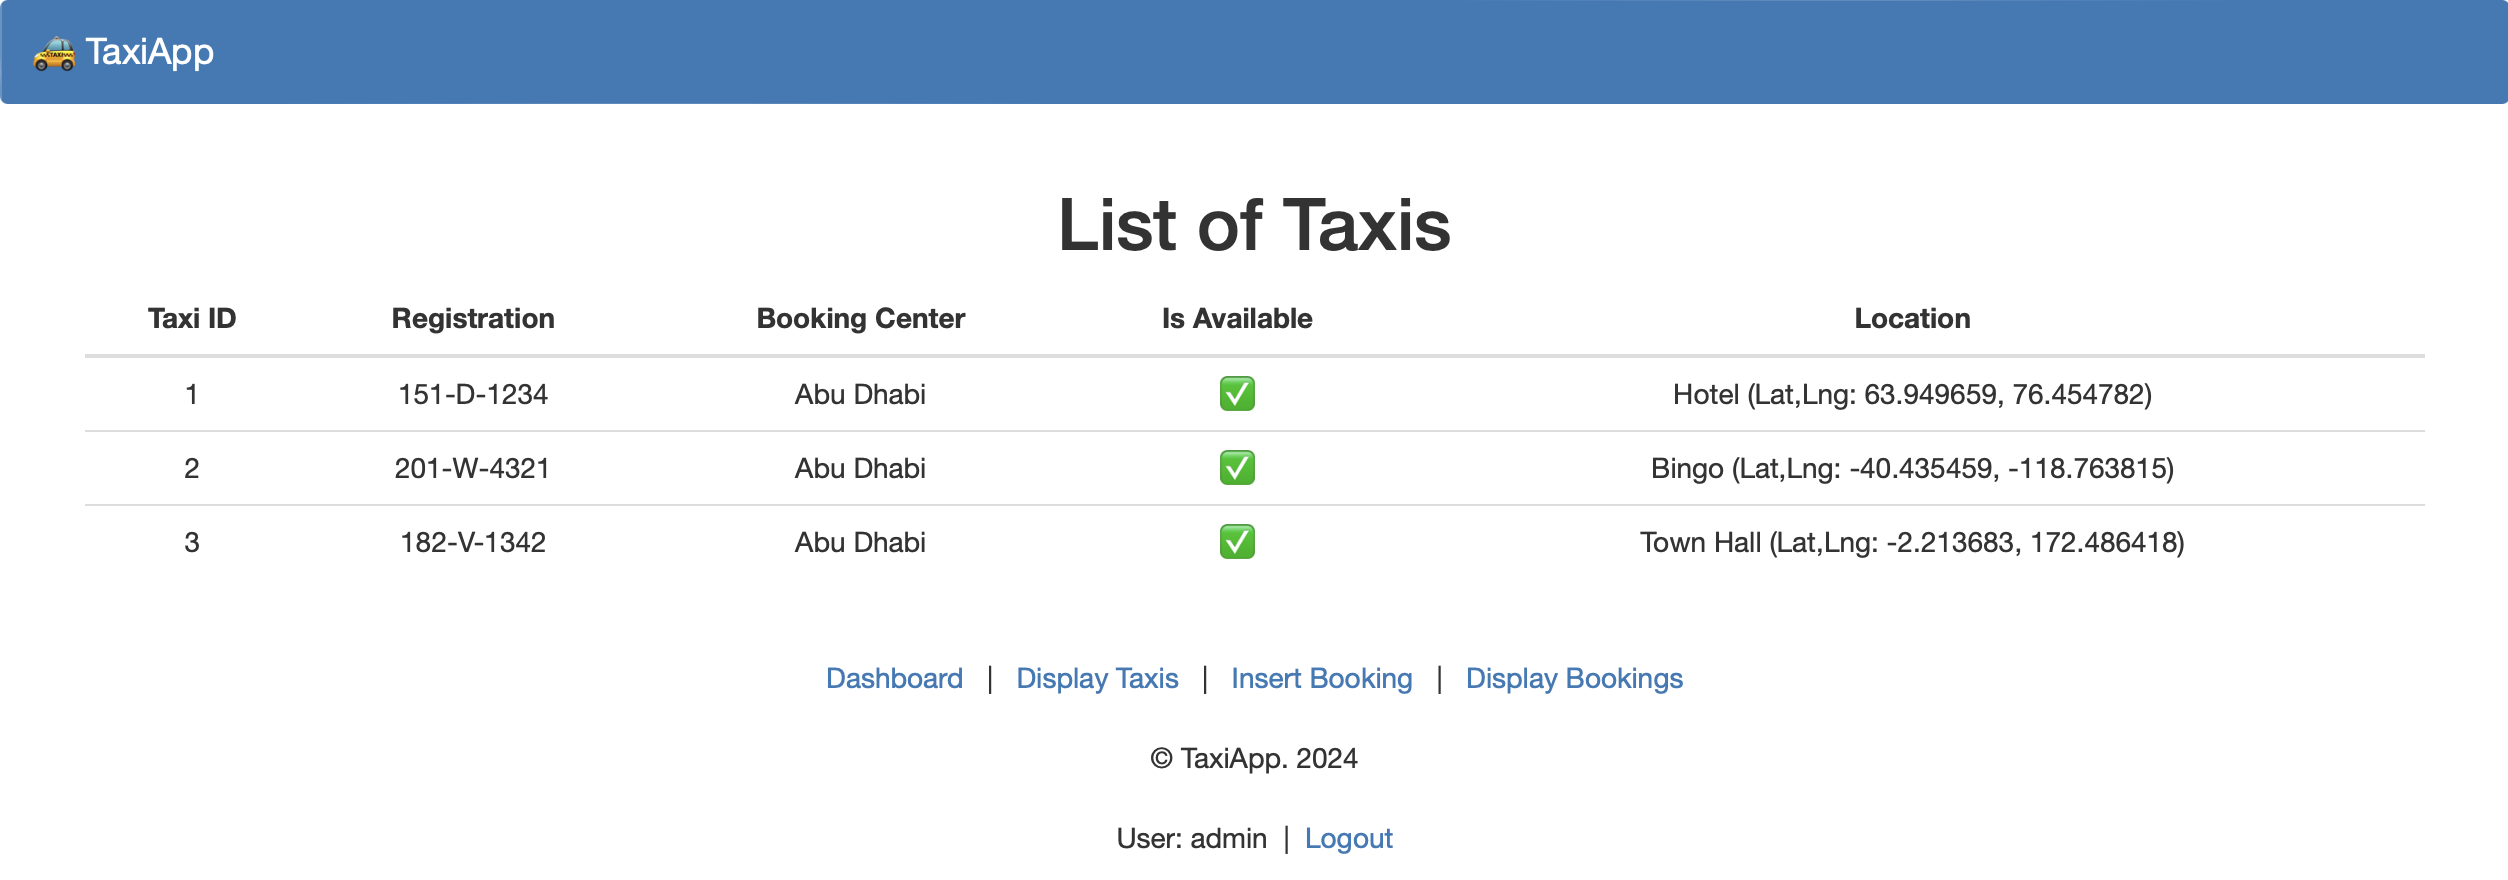 TaxiApp
List of Taxis
Taxi ID Registration Booking Center Is Available Location
1 151-D-1234 Abu Dhabi ✅ Hotel (Lat,Lng: 63.949659, 76.454782)
2 201-W-4321 Abu Dhabi ✅ Bingo (Lat,Lng: -40.435459, -118.763815)
3 182-V-1342 Abu Dhabi ✅ Town Hall (Lat,Lng: -2.213683, 172.486418)
Dashboard | Display Taxis | Insert Booking | Display Bookings
© TaxiApp. 2024
User: admin | Logout